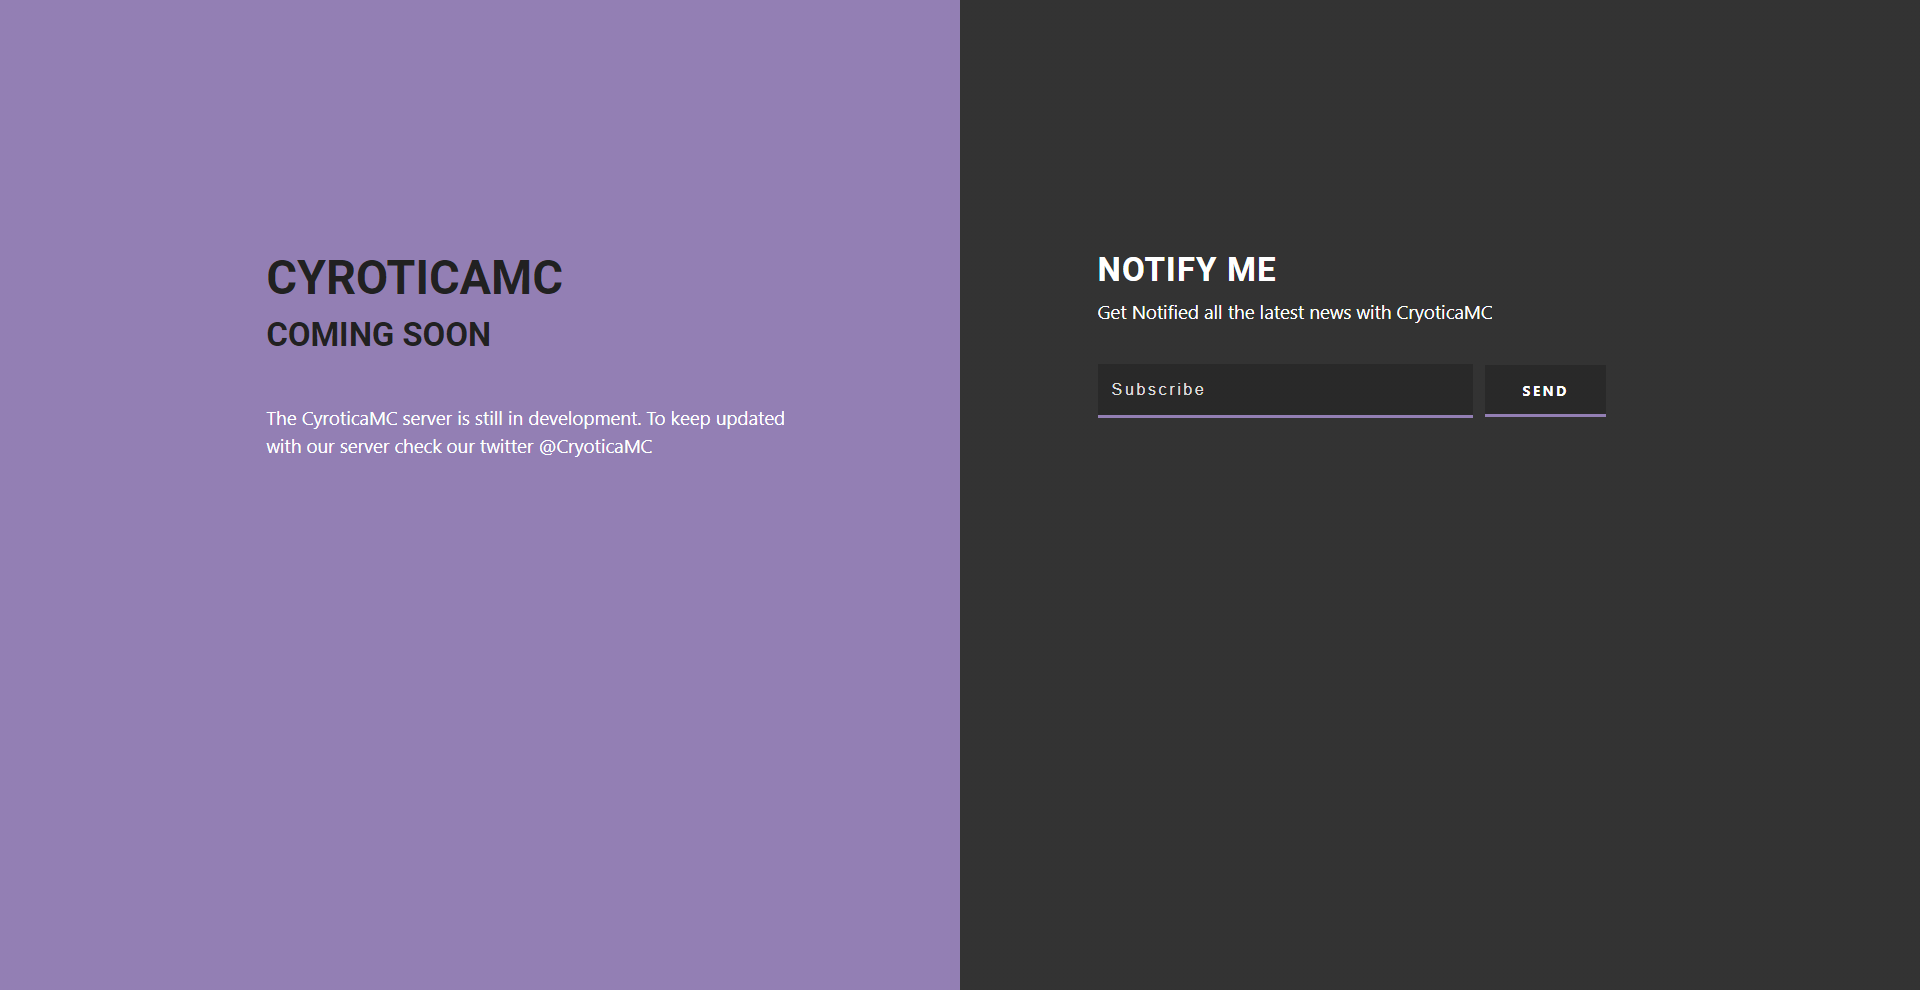 CYROTICAMC
COMING SOON
The CyroticaMC server is still in development. To keep updated
with our server check our twitter @CryoticaMC
NOTIFY ME
Get Notified all the latest news with CryoticaMC
Subscribe
SEND